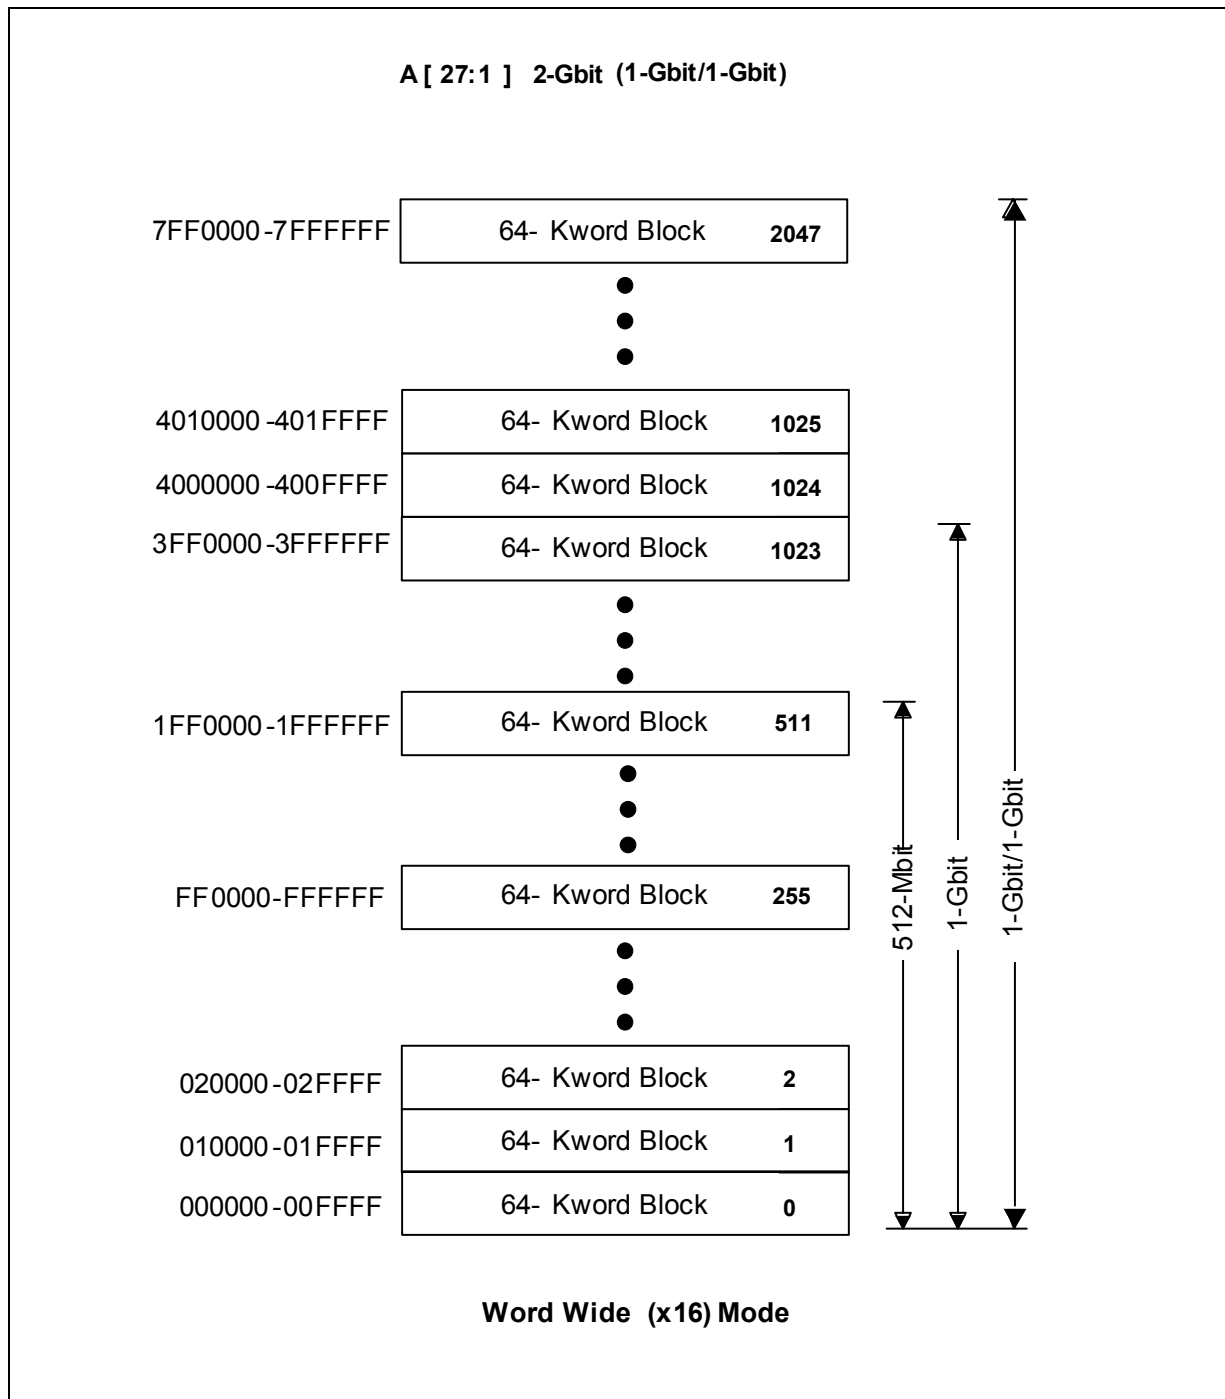 A[27:1] 2-Gbit (1-Gbit/1-Gbit)
7FF0000-7FFFFFF 64- Kword Block 2047
4010000-401FFFF 64- Kword Block 1025
4000000-400FFFF 64- Kword Block 1024
3FF0000-3FFFFFF 64- Kword Block 1023
1FF0000-1FFFFFF 64- Kword Block 511
FF0000-FFFFFF 64- Kword Block 255
020000-02FFFF 64- Kword Block 2
010000-01FFFF 64- Kword Block 1
000000-00FFFF 64- Kword Block 0
512-Mbit
1-Gbit
1-Gbit/1-Gbit
Word Wide (x16) Mode